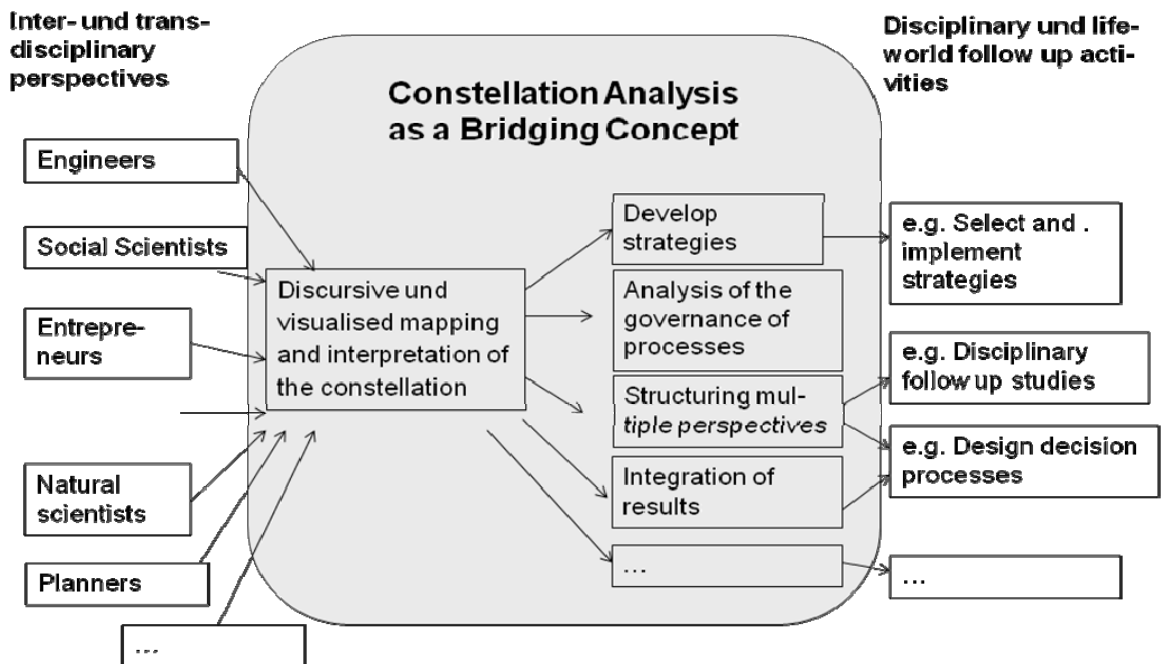 Inter- und trans-
disciplinary
perspectives
Disciplinary und life-
world follow up acti-
vities
Constellation Analysis
as a Bridging Concept
Engineers
Social Scientists
Entrepre-
neurs
Natural
scientists
Planners
...
Discursive und
visualised mapping
and interpretation of
the constellation
Develop
strategies
Analysis of the
governance of
processes
Structuring mul-
tiple perspectives
Integration of
results
...
e.g. Select and .
implement
strategies
e.g. Disciplinary
follow up studies
e.g. Design decision
processes
...